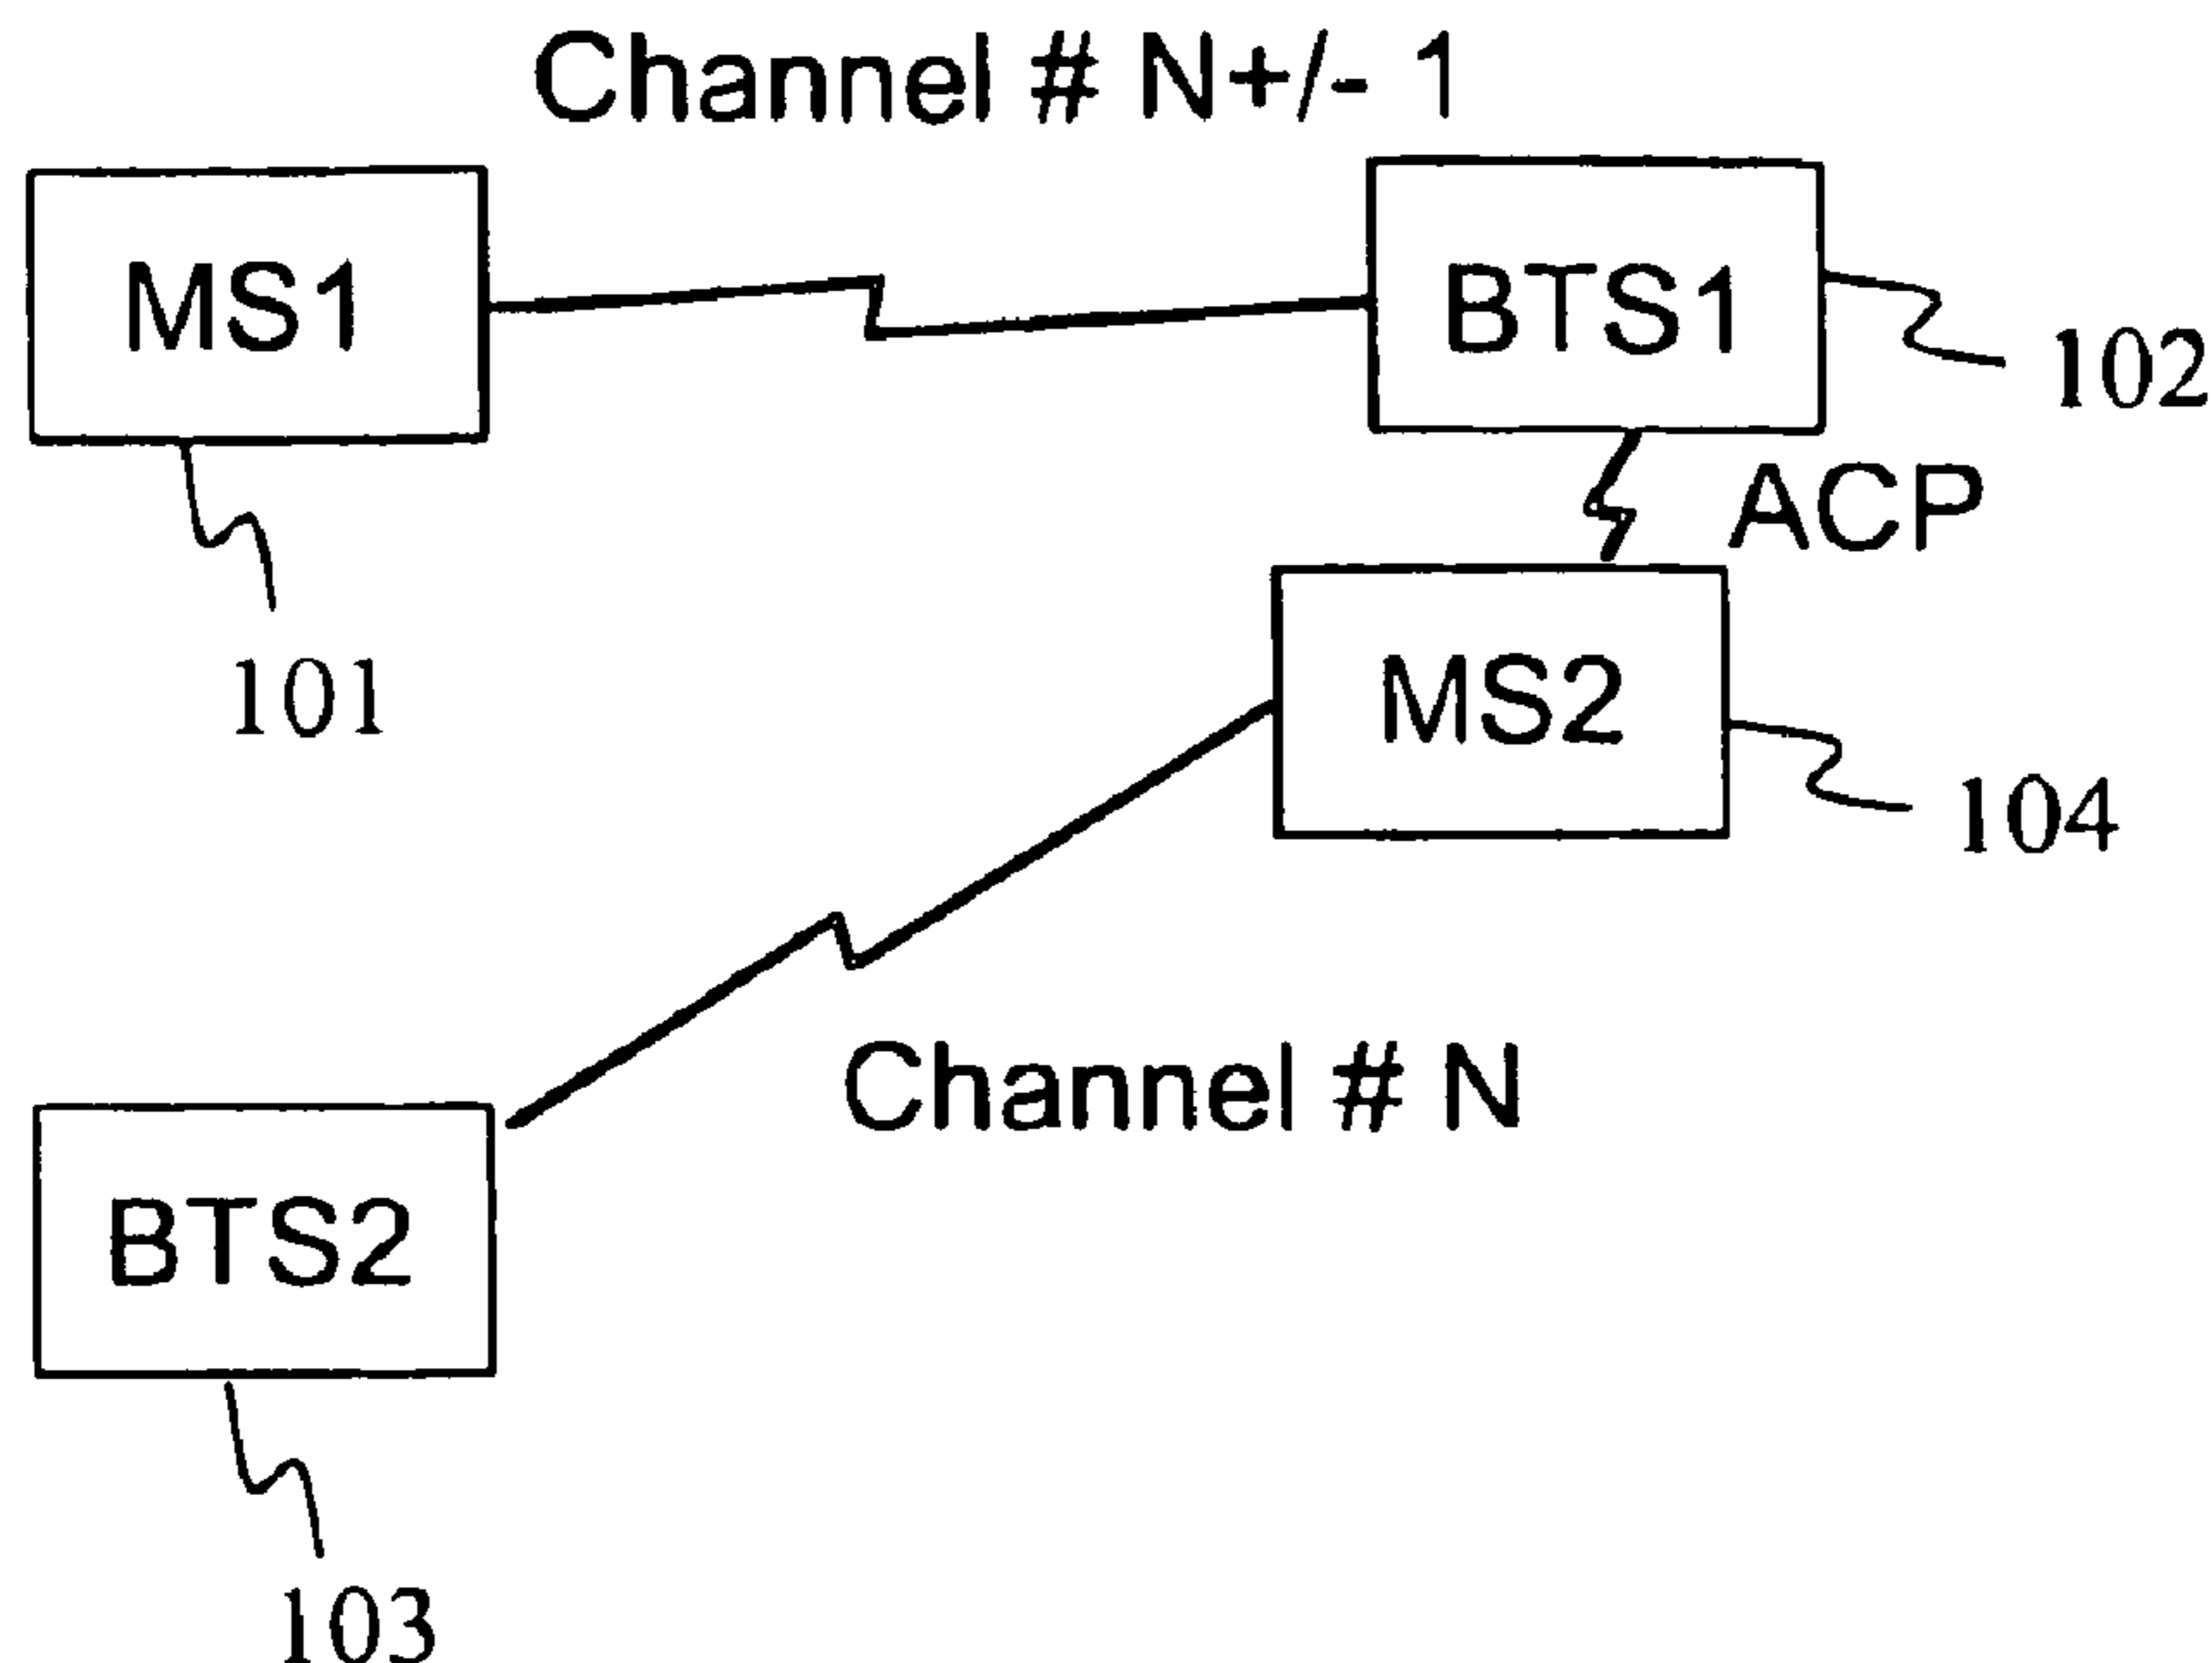 Channel # N+/- 1
MS1
BTS1
102
ACP
101
MS2
104
Channel # N
BTS2
103